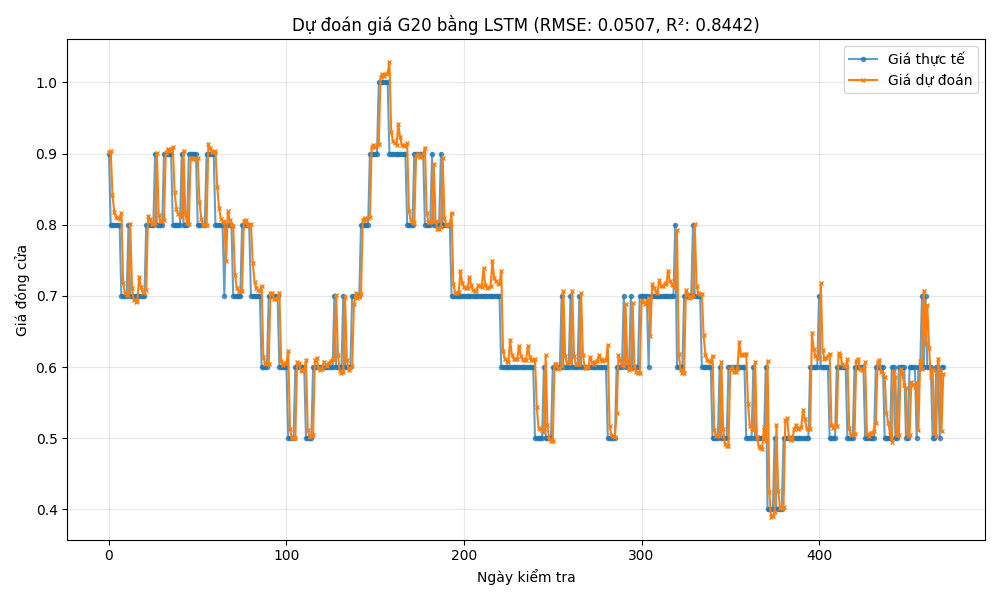 Dự đoán giá G20 bằng LSTM (RMSE: 0.0507, R²: 0.8442)
Giá thực tế
Giá dự đoán
Giá đóng cửa
1.0
0.9
0.8
0.7
0.6
0.5
0.4
0
100
200
300
400
Ngày kiểm tra